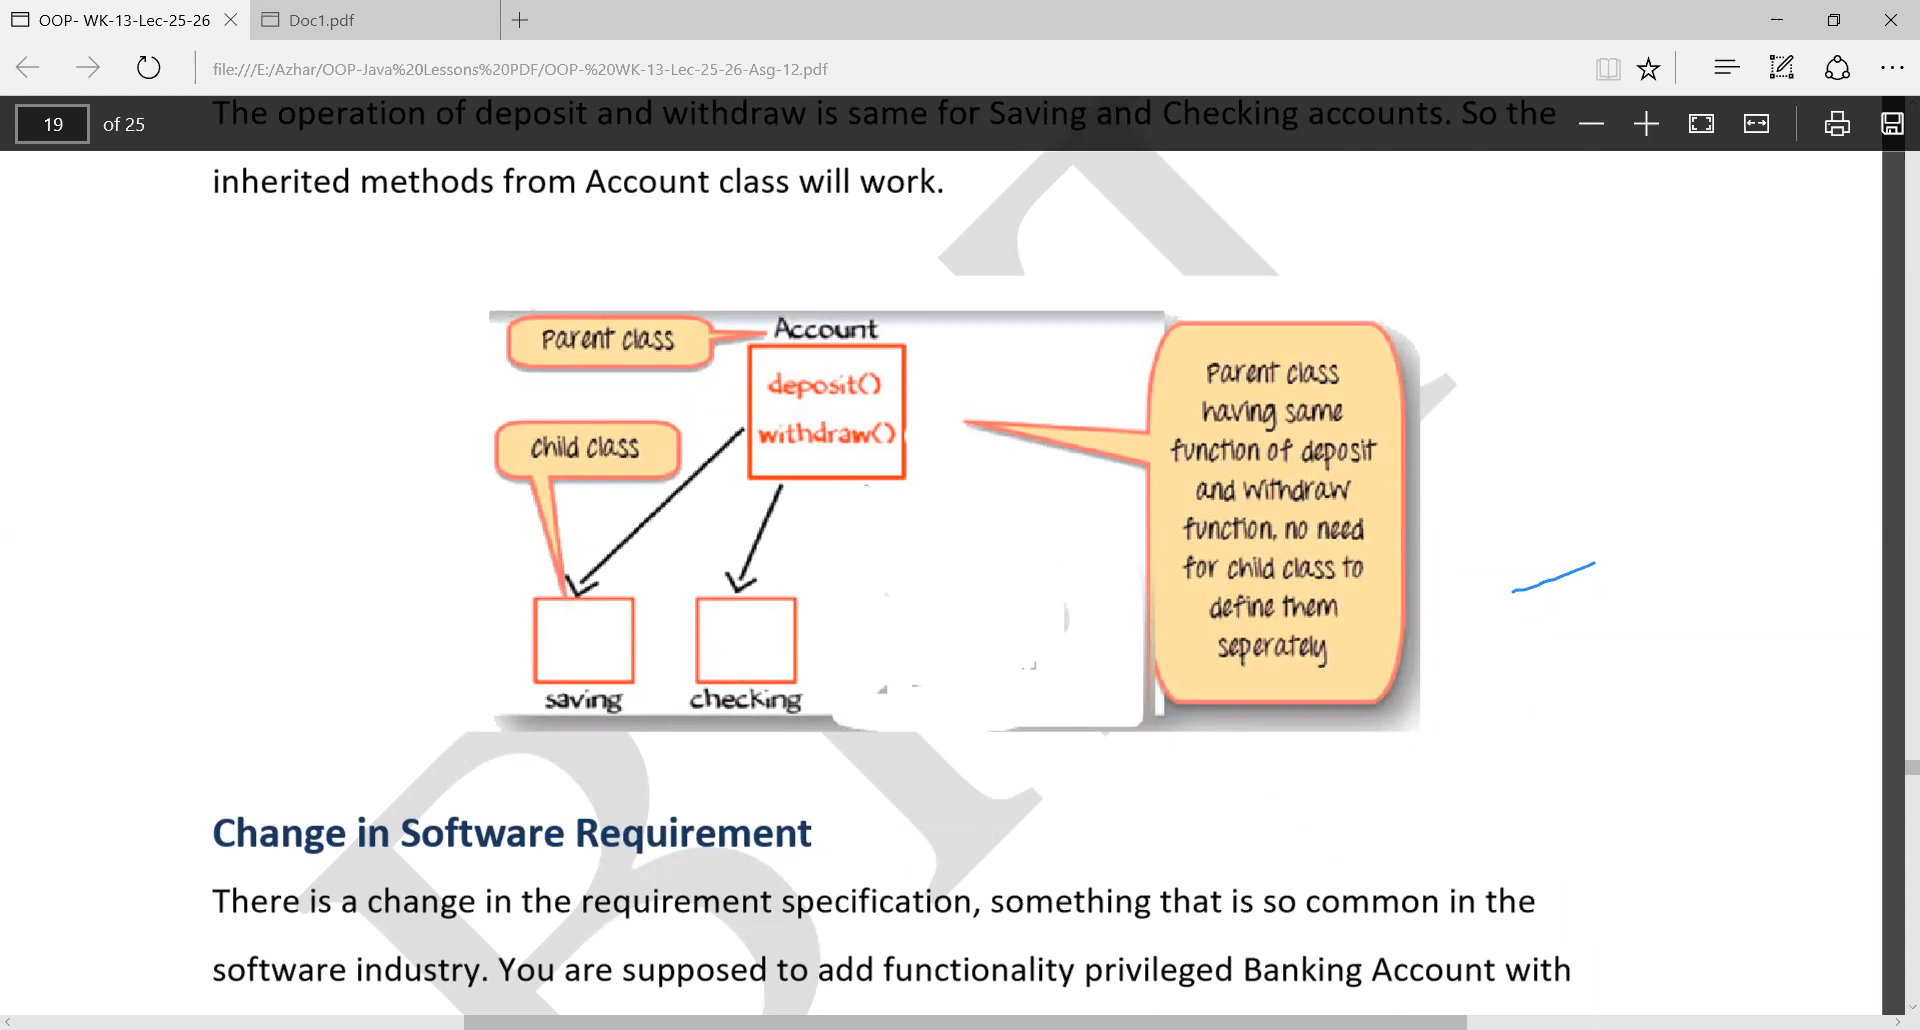 OOP- WK-13-Lec-25-26
Doc1.pdf
file:///E:/Azhar/OOP-Java%20Lessons%20PDF/OOP-%20WK-13-Lec-25-26-Asg-12.pdf
19 of 25
The operation of deposit and withdraw is same for Saving and Checking accounts. So the
inherited methods from Account class will work.
Parent class
Account
deposit()
withdraw()
child class
saving
checking
Parent class
having same
function of deposit
and withdraw
function, no need
for child class to
define them
seperately
Change in Software Requirement
There is a change in the requirement specification, something that is so common in the
software industry. You are supposed to add functionality privileged Banking Account with